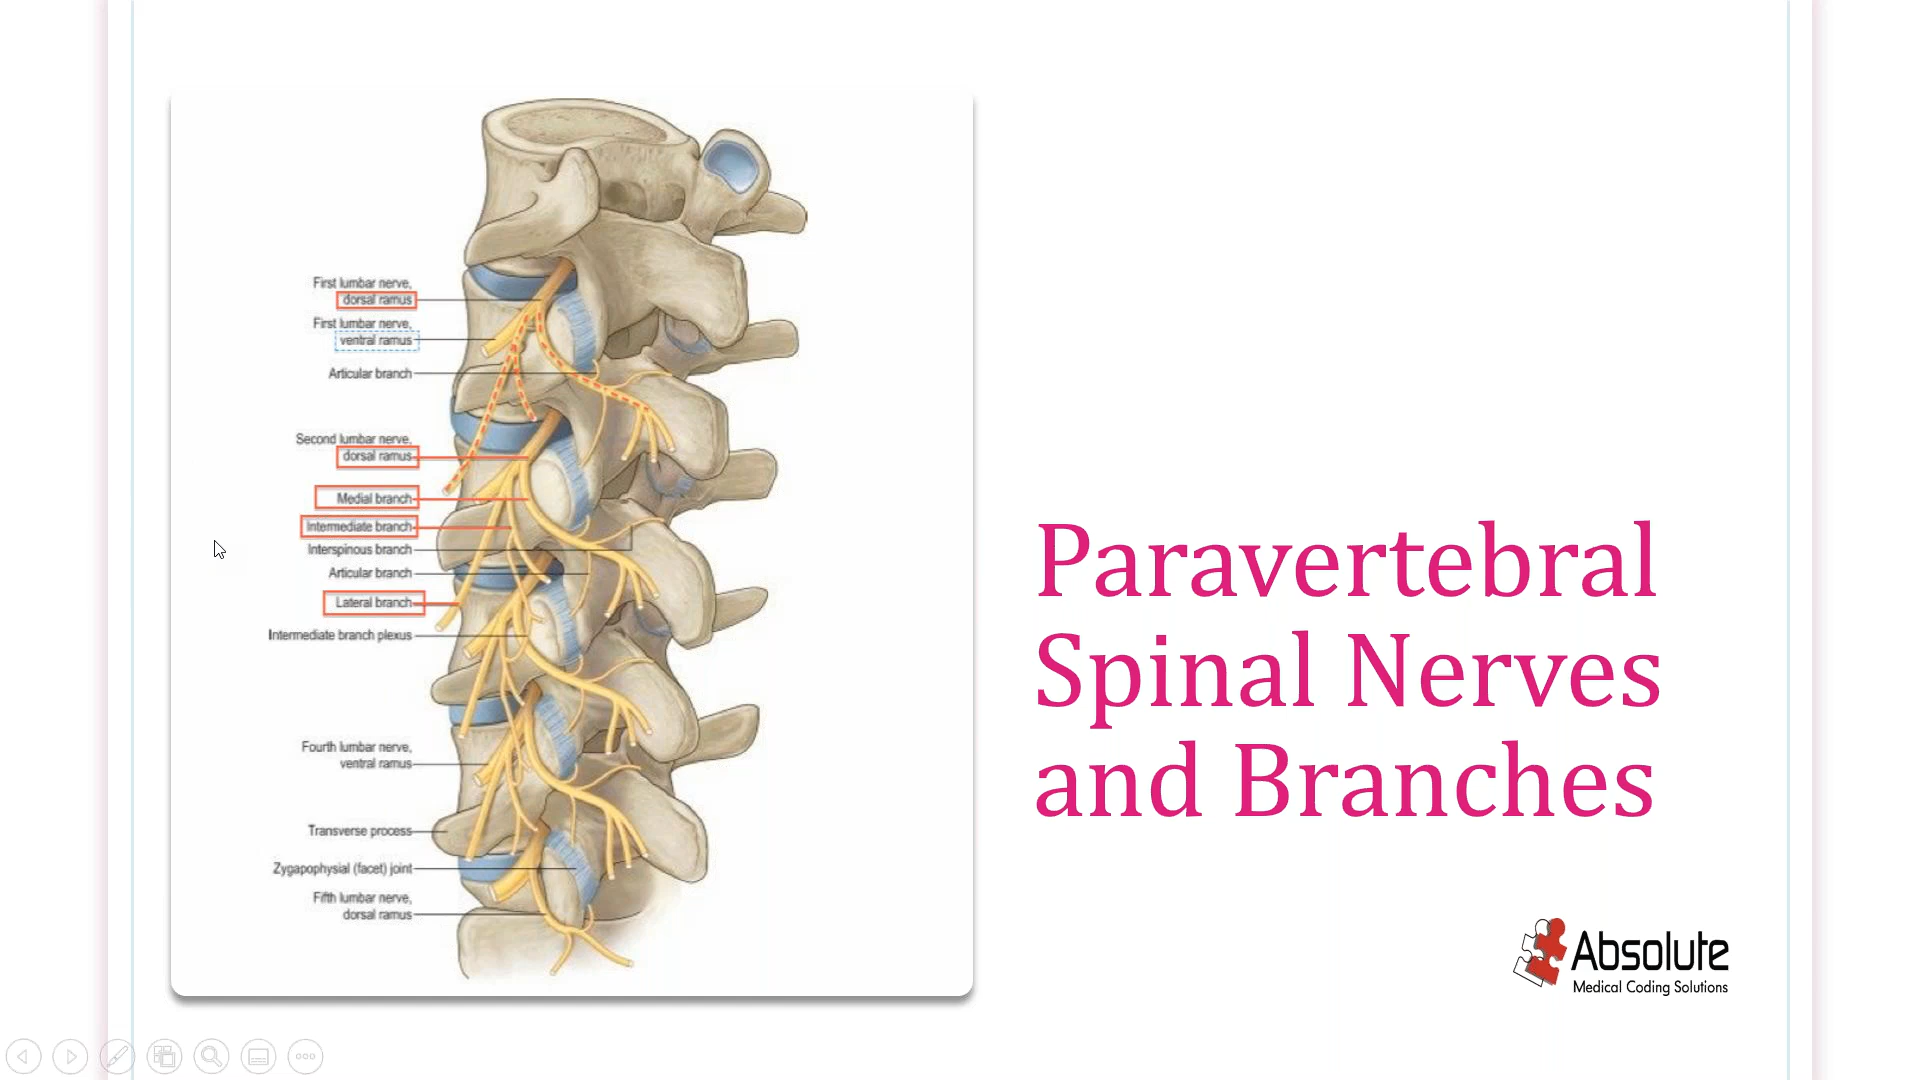 First lumbar nerve,
dorsal ramus
First lumbar nerve,
ventral ramus
Articular branch
Second lumbar nerve,
dorsal ramus
Medial branch
Intermediate branch
Interspinous branch
Articular branch
Lateral branch
Intermediate branch plexus
Fourth lumbar nerve,
ventral ramus
Transverse process
Zygapophysial (facet) joint
Fifth lumbar nerve,
dorsal ramus
Paravertebral
Spinal Nerves
and Branches
Absolute
Medical Coding Solutions